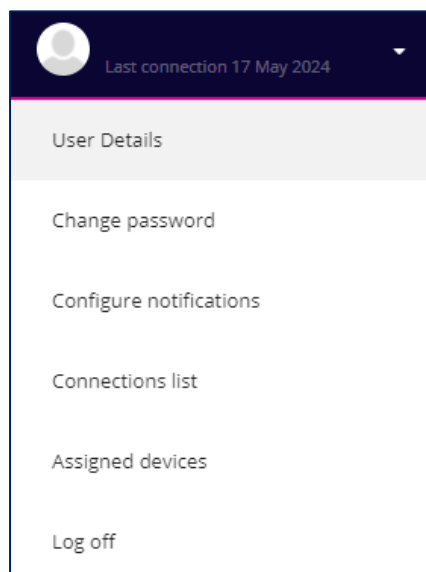 Last connection 17 May 2024
User Details
Change password
Configure notifications
Connections list
Assigned devices
Log off